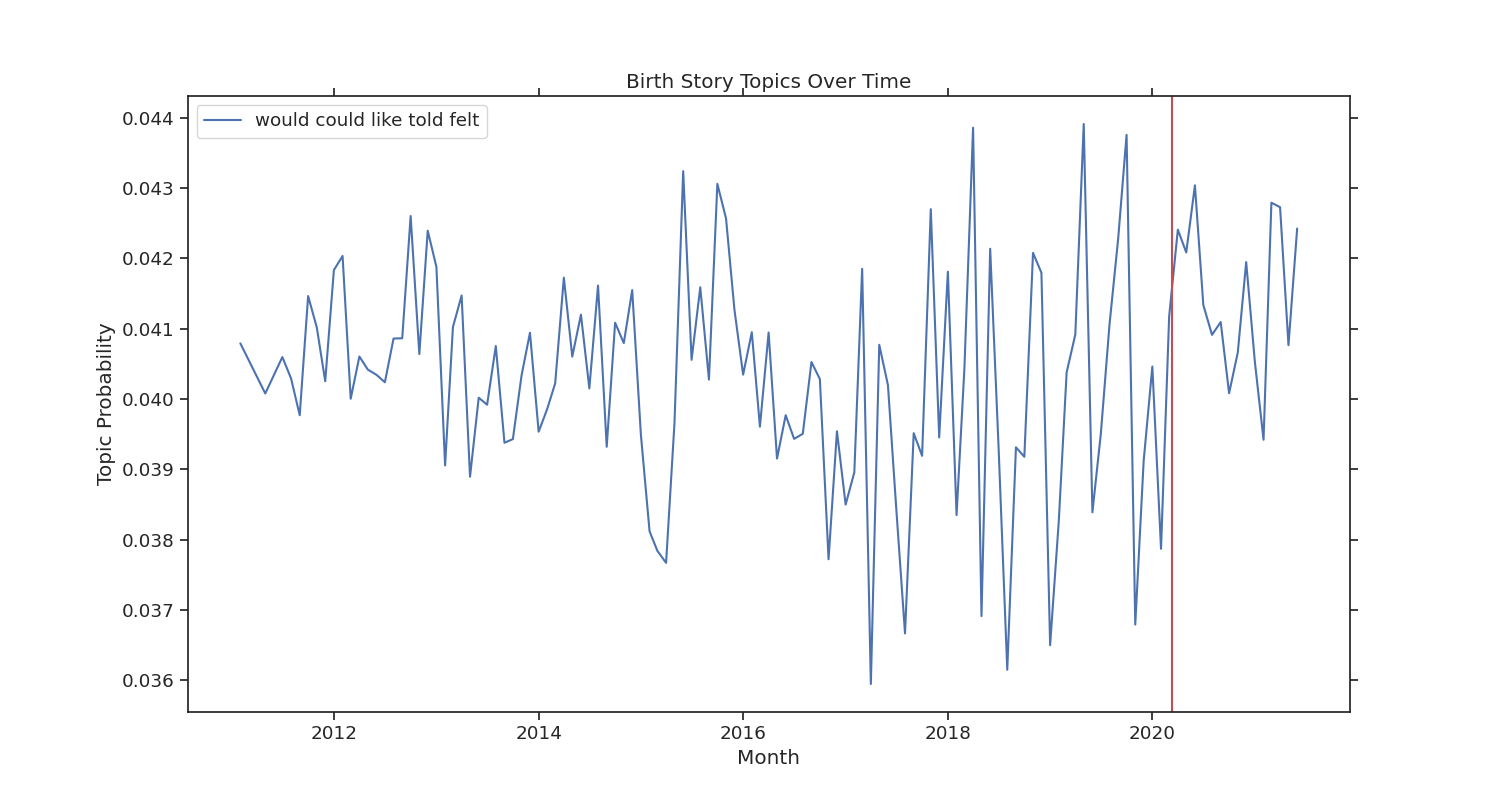 Birth Story Topics Over Time
would could like told felt
0.044
0.043
0.042
0.041
0.040
0.039
0.038
0.037
0.036
Topic Probability
2012 2014 2016 2018 2020
Month